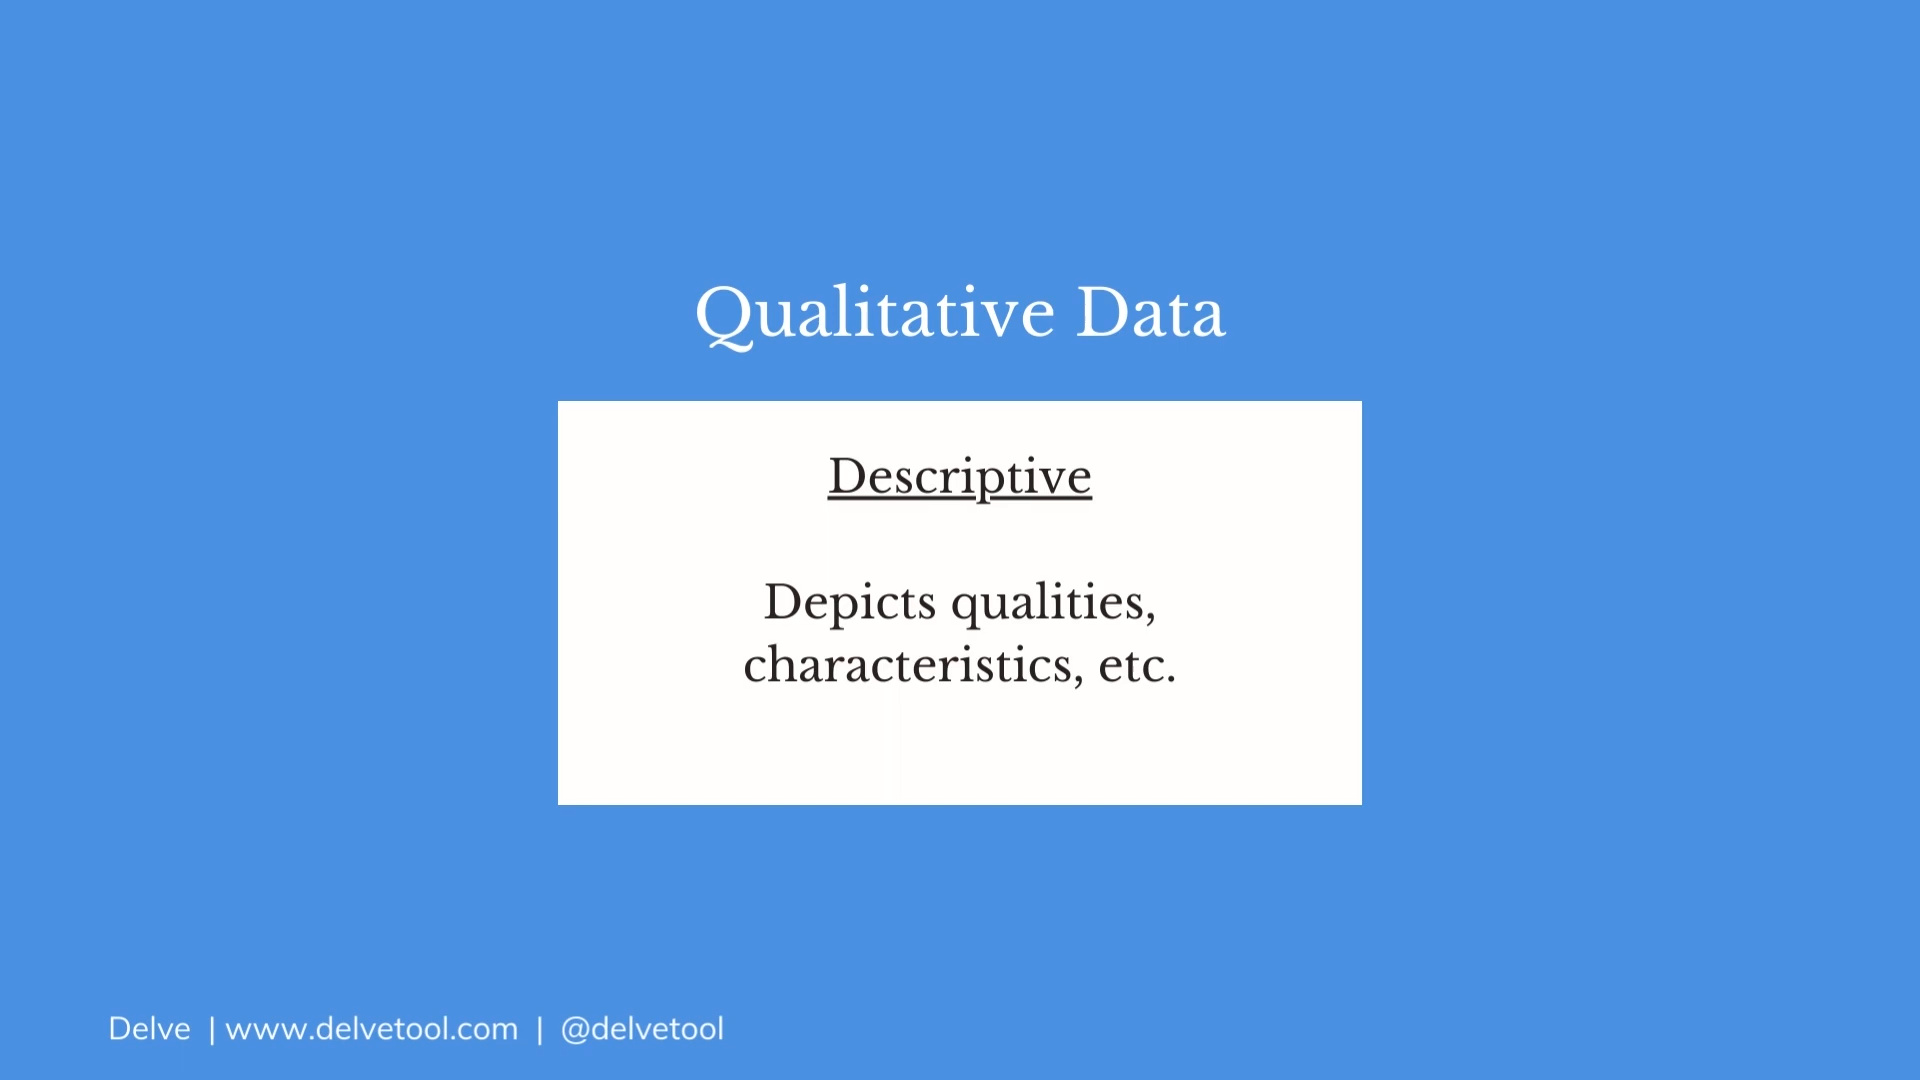 Qualitative Data
Descriptive
Depicts qualities,
characteristics, etc.
Delve | www.delvetool.com | @delvetool